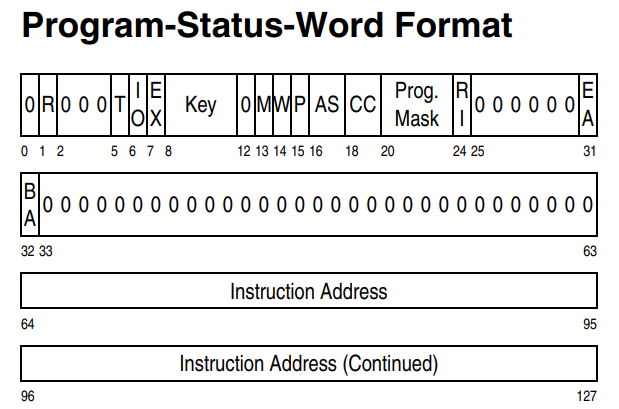 Program-Status-Word Format
0 R 0 0 0 T IO EX Key 0 M W P AS CC Prog. Mask RI 0 0 0 0 0 0 EA
0 1 2 5 6 7 8 12 13 14 15 16 18 20 24 25 31
BA 0 0 0 0 0 0 0 0 0 0 0 0 0 0 0 0 0 0 0 0 0 0 0 0 0 0 0 0 0 0 0
32 33 63
Instruction Address
64 95
Instruction Address (Continued)
96 127